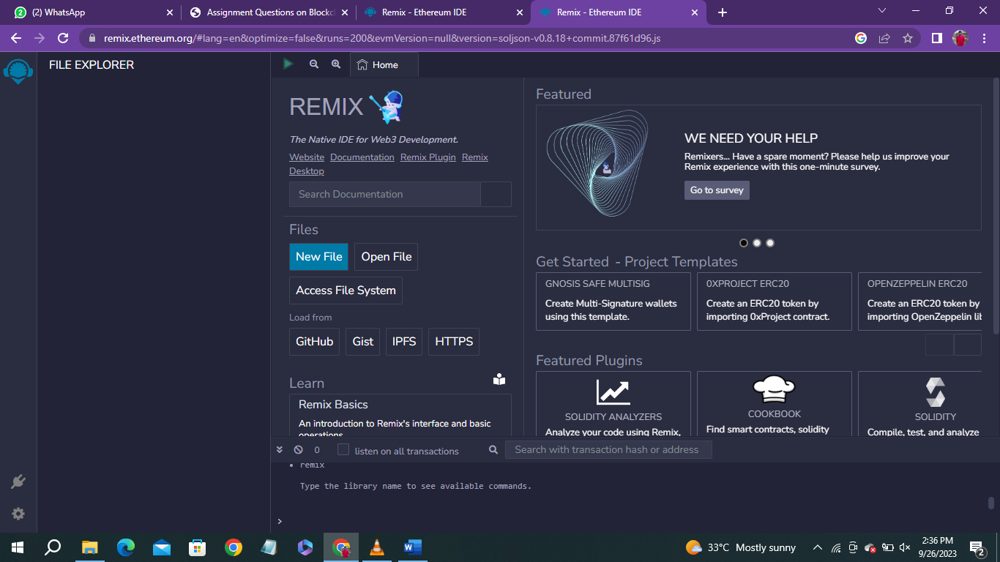 (2) WhatsApp
Assignment Questions on Blockc
Remix - Ethereum IDE
Remix - Ethereum IDE
remix.ethereum.org/#lang=en&optimize=false&runs=200&evmVersion=null&version=soljson-v0.8.18+commit.87f61d96.js
FILE EXPLORER
Home
REMIX
The Native IDE for Web3 Development.
Website Documentation Remix Plugin Remix
Desktop
Search Documentation
Files
New File Open File
Access File System
Load from
GitHub Gist IPFS HTTPS
Learn
Remix Basics
An introduction to Remix's interface and basic
operations
Featured
WE NEED YOUR HELP
Remixers... Have a spare moment? Please help us improve your
Remix experience with this one-minute survey.
Go to survey
Get Started - Project Templates
GNOSIS SAFE MULTISIG
Create Multi-Signature wallets
using this template.
0XPROJECT ERC20
Create an ERC20 token by
importing 0xProject contract.
OPENZEPPELIN ERC20
Create an ERC20 token by
importing OpenZeppelin lib
Featured Plugins
SOLIDITY ANALYZERS
Analyze your code using Remix,
COOKBOOK
Find smart contracts, solidity
SOLIDITY
Compile, test, and analyze
0 listen on all transactions Search with transaction hash or address
• remix
Type the library name to see available commands.
>
33°C Mostly sunny
2:36 PM
9/26/2023
2